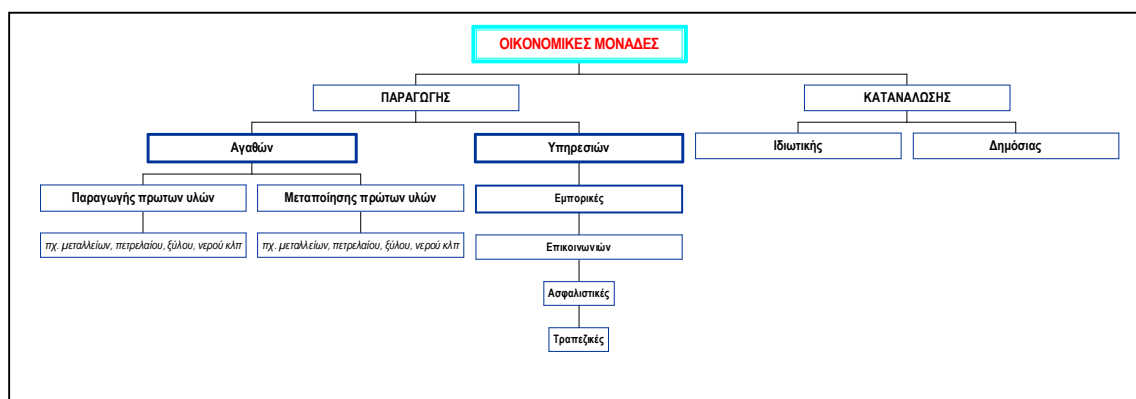 ΟΙΚΟΝΟΜΙΚΕΣ ΜΟΝΑΔΕΣ
ΠΑΡΑΓΩΓΗΣ
ΚΑΤΑΝΑΛΩΣΗΣ
Αγαθών
Υπηρεσιών
Ιδιωτικής
Δημόσιας
Παραγωγής πρωτων υλών
Μεταποίησης πρώτων υλών
Εμπορικές
πχ. μεταλλείων, πετρελαίου, ξύλου, νερού κλπ
πχ. μεταλλείων, πετρελαίου, ξύλου, νερού κλπ
Επικοινωνιών
Ασφαλιστικές
Τραπεζικές